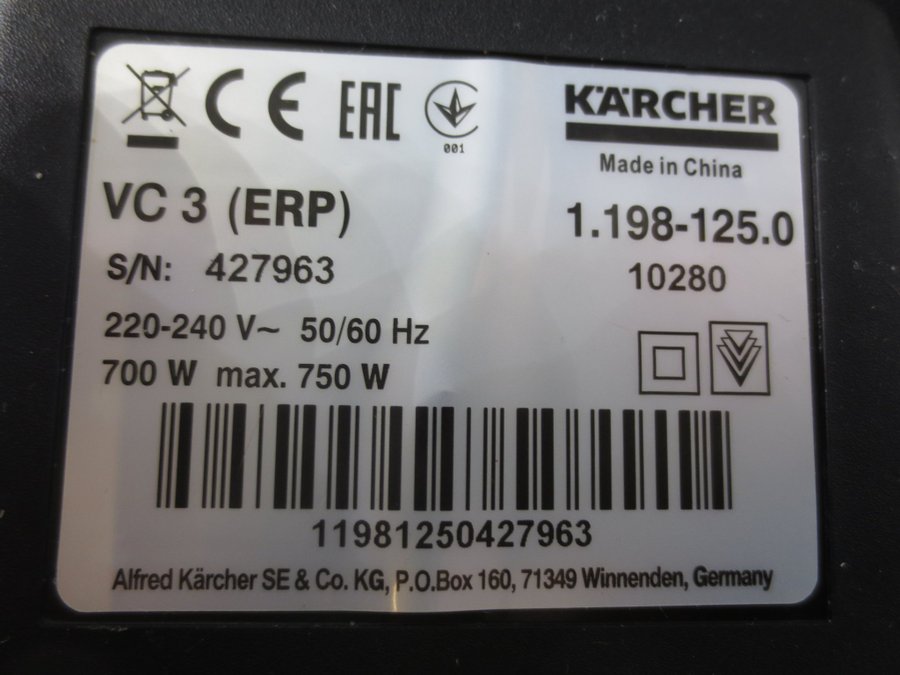 CE EAC 001 KÄRCHER
Made in China
VC 3 (ERP) 1.198-125.0
S/N: 427963 10280
220-240 V~ 50/60 Hz
700 W max. 750 W
11981250427963
Alfred Kärcher SE & Co. KG, P.O.Box 160, 71349 Winnenden, Germany